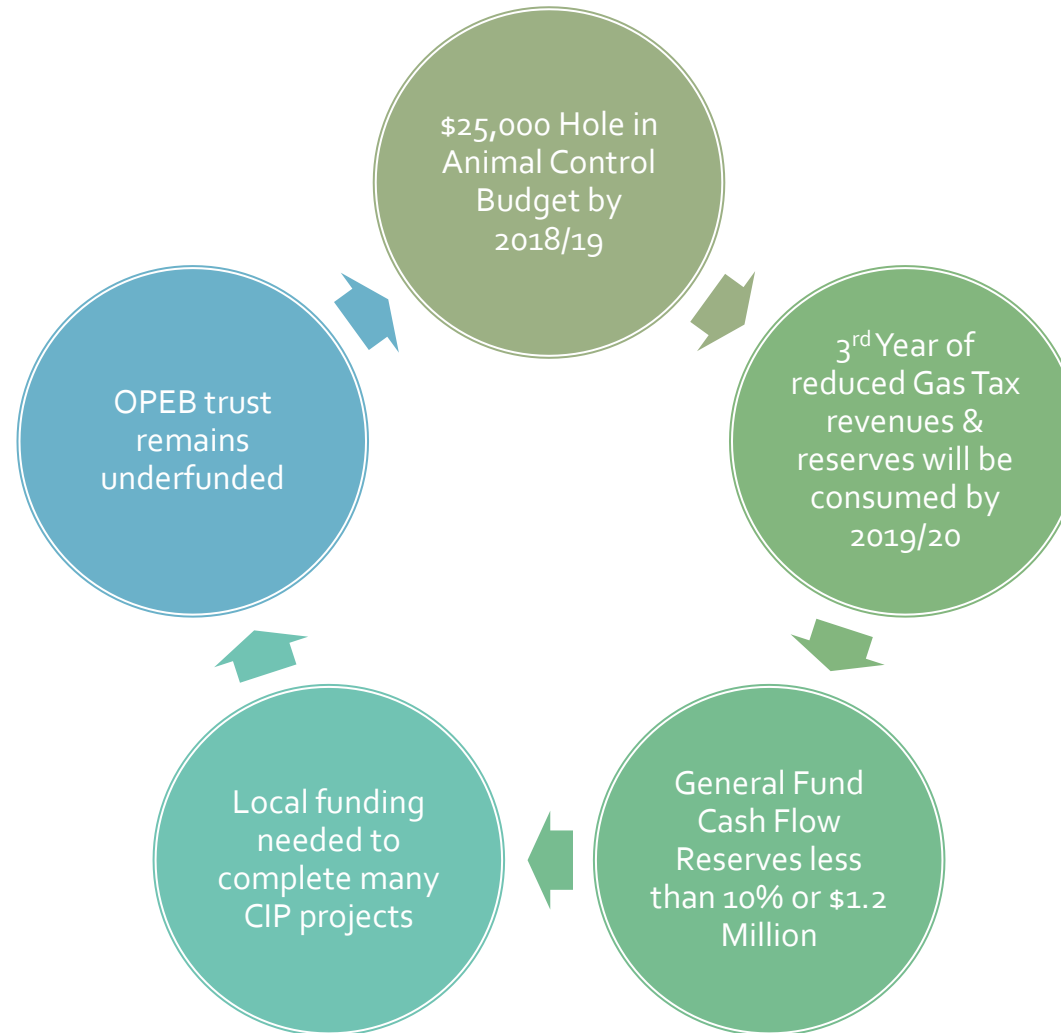 $25,000 Hole in
Animal Control
Budget by
2018/19
3rd Year of
reduced Gas Tax
revenues &
reserves will be
consumed by
2019/20
General Fund
Cash Flow
Reserves less
than 10% or $1.2
Million
Local funding
needed to
complete many
CIP projects
OPEB trust
remains
underfunded